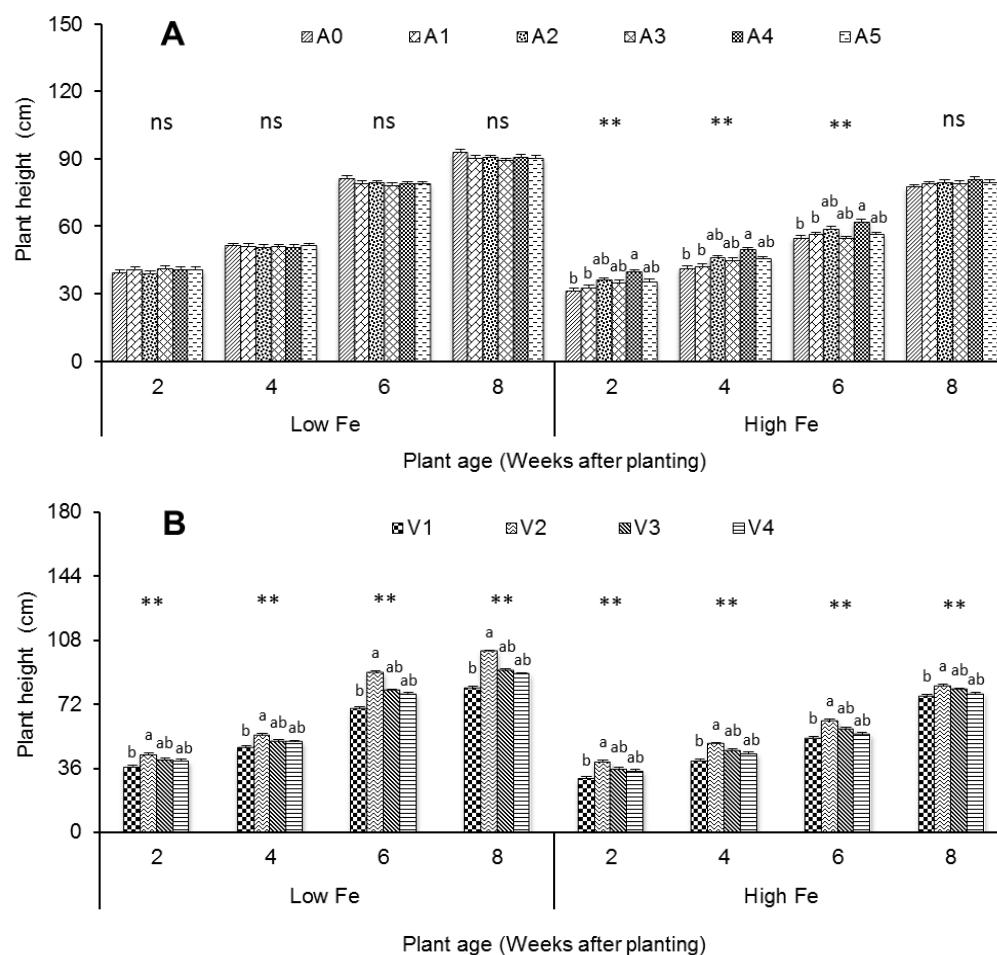 150
A
A0 A1 A2 A3 A4 A5
120
ns ns ns ns ** ** ** ns
90
60
30
0
Plant height (cm)
b b ab ab a ab
b b ab ab a ab
b b ab ab a ab
2 4 6 8 2 4 6 8
Low Fe High Fe
Plant age (Weeks after planting)
180
B
V1 V2 V3 V4
144
** ** ** ** ** ** ** **
108
72
36
0
Plant height (cm)
b a ab ab
b a ab ab
b a ab ab
b a ab ab
b a ab ab
b a ab ab
b a ab ab
b a ab ab
2 4 6 8 2 4 6 8
Low Fe High Fe
Plant age (Weeks after planting)